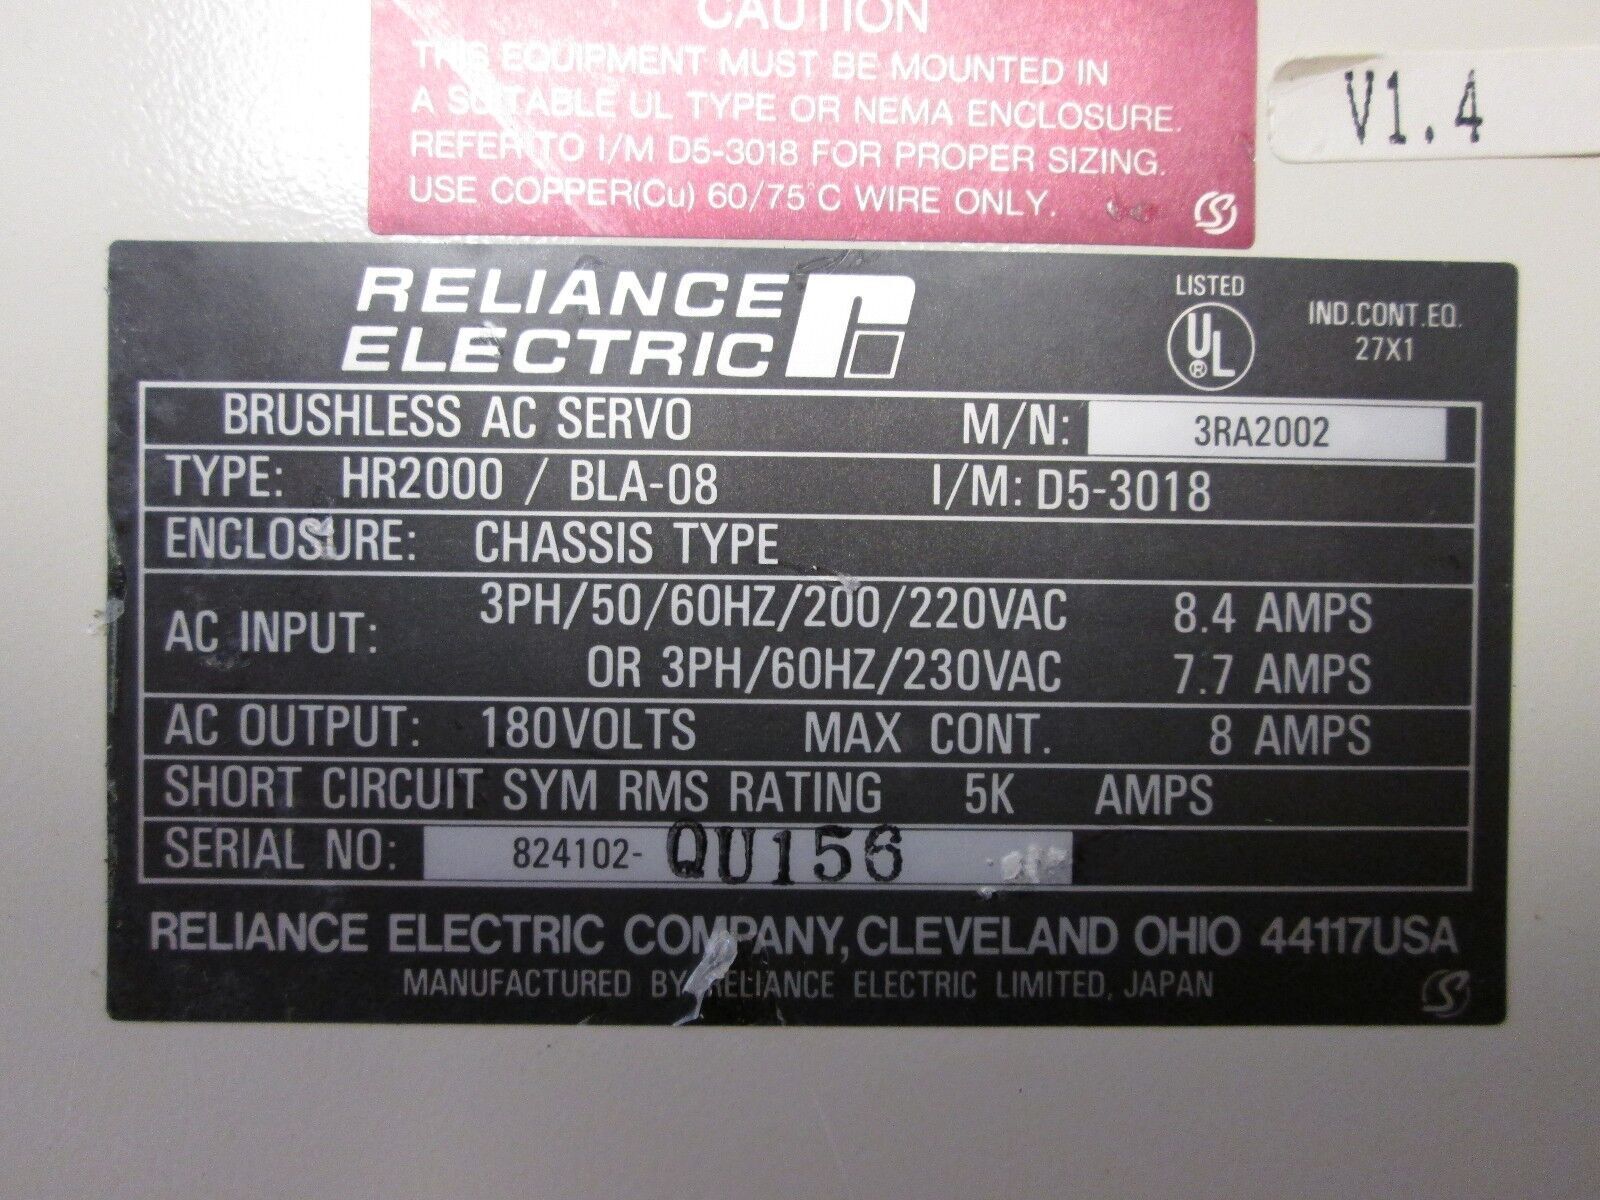 CAUTION
THIS EQUIPMENT MUST BE MOUNTED IN
A SUITABLE UL TYPE OR NEMA ENCLOSURE.
REFER TO I/M D5-3018 FOR PROPER SIZING.
USE COPPER(Cu) 60/75°C WIRE ONLY.
V1.4
RELIANCE
ELECTRIC
LISTED
UL
®
IND.CONT.EQ.
27X1
BRUSHLESS AC SERVO M/N: 3RA2002
TYPE: HR2000 / BLA-08 I/M: D5-3018
ENCLOSURE: CHASSIS TYPE
AC INPUT: 3PH/50/60HZ/200/220VAC 8.4 AMPS
OR 3PH/60HZ/230VAC 7.7 AMPS
AC OUTPUT: 180VOLTS MAX CONT. 8 AMPS
SHORT CIRCUIT SYM RMS RATING 5K AMPS
SERIAL NO: 824102-QU156
RELIANCE ELECTRIC COMPANY, CLEVELAND OHIO 44117USA
MANUFACTURED BY RELIANCE ELECTRIC LIMITED, JAPAN